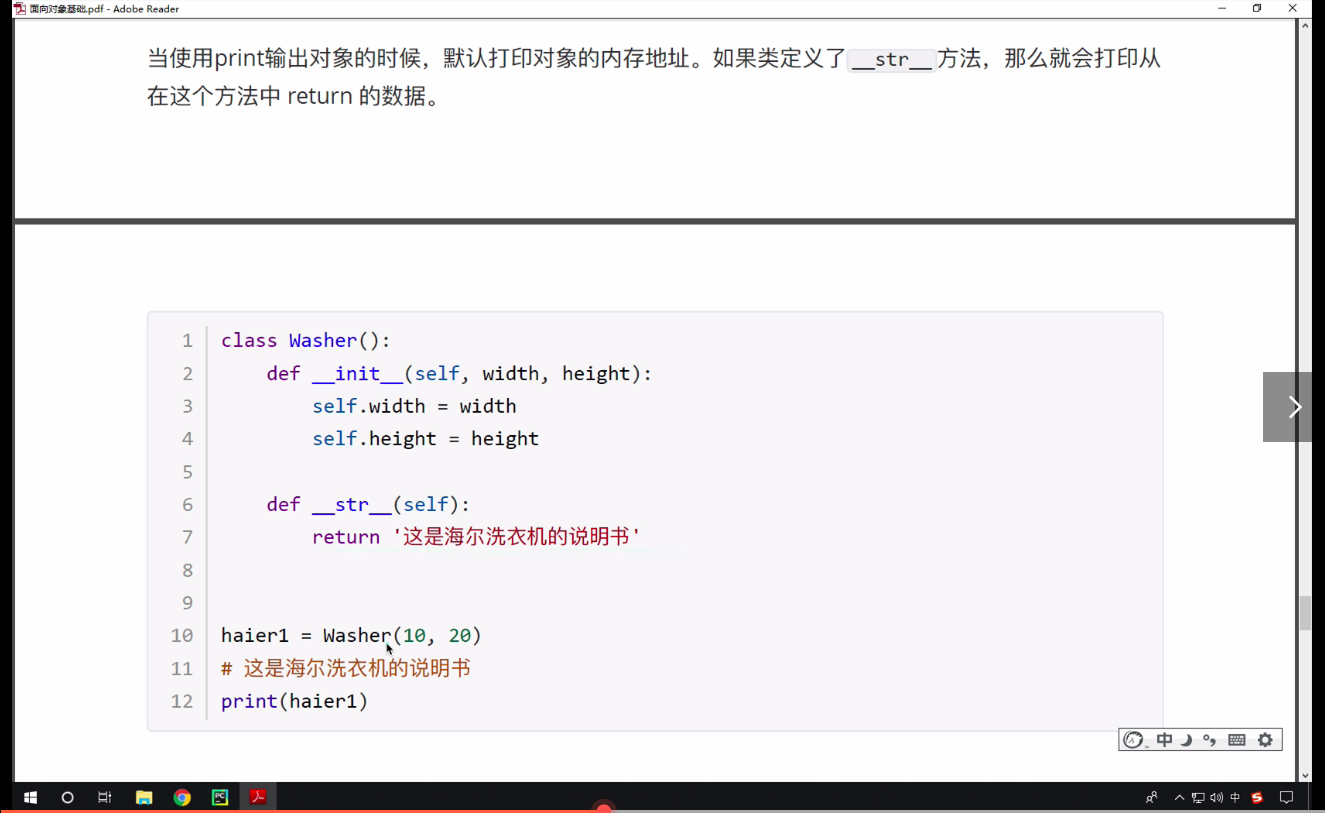 面向对象基础.pdf - Adobe Reader
当使用print输出对象的时候，默认打印对象的内存地址。如果类定义了__str__方法，那么就会打印从
在这个方法中 return 的数据。
1 class Washer():
2     def __init__(self, width, height):
3         self.width = width
4         self.height = height
5
6     def __str__(self):
7         return '这是海尔洗衣机的说明书'
8
9
10 haier1 = Washer(10, 20)
11 # 这是海尔洗衣机的说明书
12 print(haier1)
中
PC
中